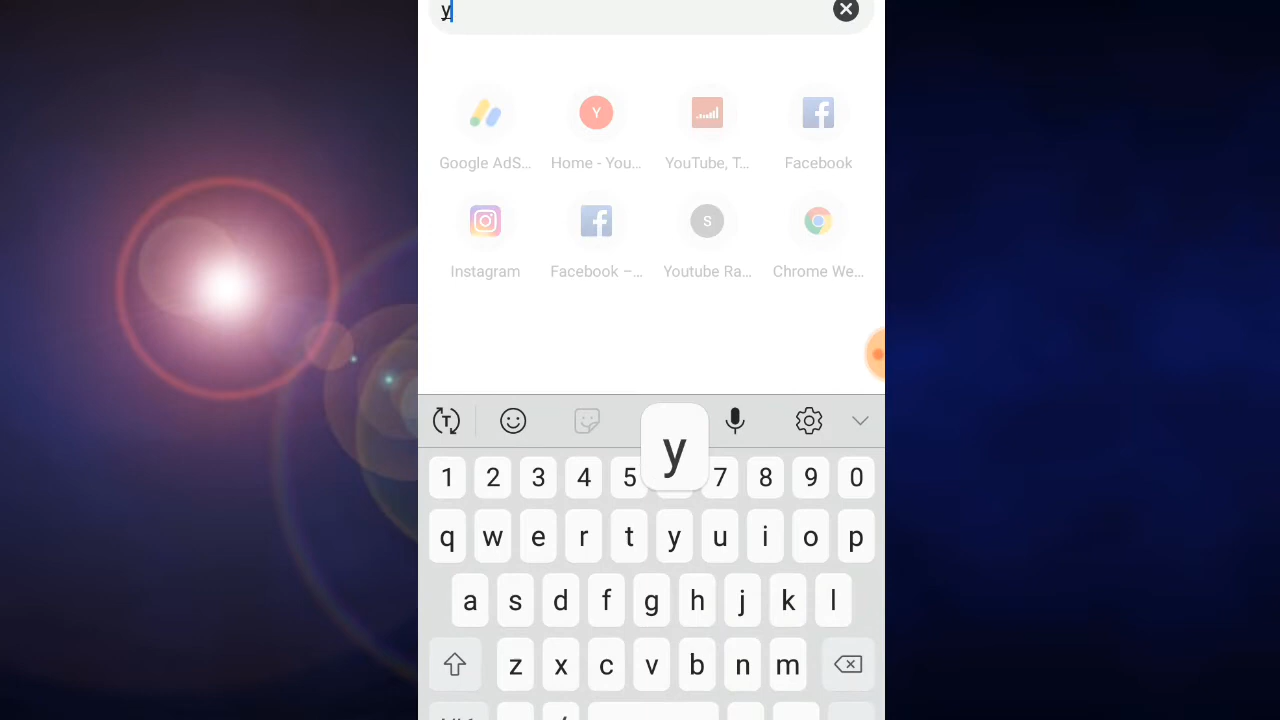 y
Y
Google AdS... Home - You... YouTube, T... Facebook
S
Instagram Facebook –... Youtube Ra... Chrome We...
T
y
1 2 3 4 5 7 8 9 0
q w e r t y u i o p
a s d f g h j k l
z x c v b n m